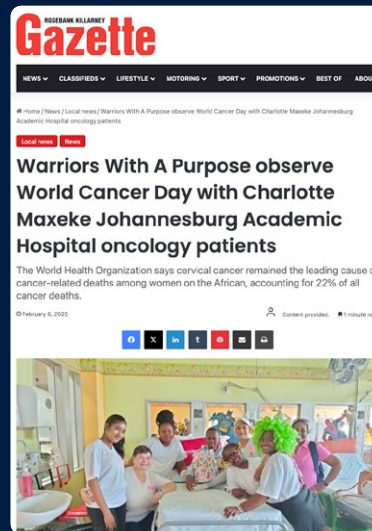 ROSEBANK KILLARNEY
Gazette
NEWS CLASSIFIEDS LIFESTYLE MOTORING SPORT PROMOTIONS BEST OF ABOU
Home / News / Local news / Warriors With A Purpose observe World Cancer Day with Charlotte Maxeke Johannesburg
Academic Hospital oncology patients
Local news News
Warriors With A Purpose observe
World Cancer Day with Charlotte
Maxeke Johannesburg Academic
Hospital oncology patients
The World Health Organization says cervical cancer remained the leading cause o
cancer-related deaths among women on the African, accounting for 22% of all
cancer deaths.
February 6, 2025 Content provided. 1 minute re